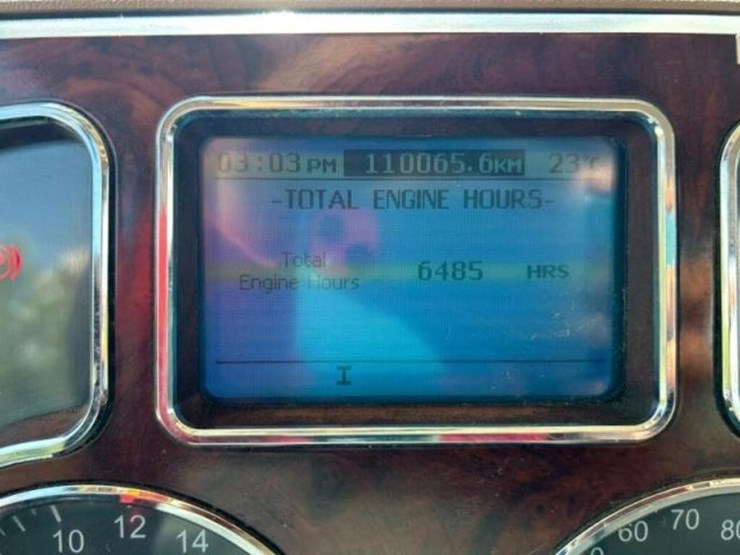 03:03 PM 110065.6KM 23°C
-TOTAL ENGINE HOURS-
Total
Engine Hours 6485 HRS
I
10 12 14
60 70 80